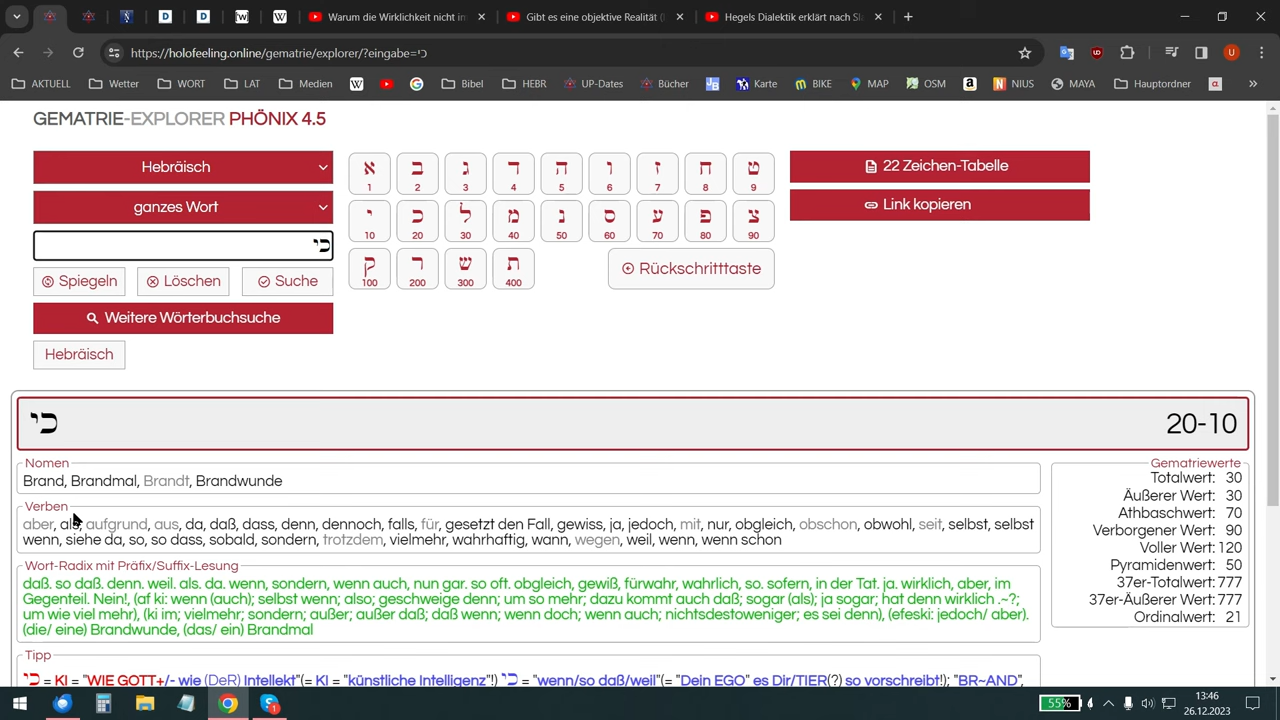 Warum die Wirklichkeit nicht in
Gibt es eine objektive Realität (
Hegels Dialektik erklärt nach Sl
https://holofeeling.online/gematrie/explorer/?eingabe=כי
AKTUELL Wetter WORT LAT Medien Bibel HEBR UP-Dates Bücher Karte BIKE MAP OSM NIUS MAYA Hauptordner
GEMATRIE-EXPLORER PHÖNIX 4.5
Hebräisch
ganzes Wort
כי
Spiegeln Löschen Suche
Weitere Wörterbuchsuche
Hebräisch
א ב ג ד ה ו ז ח ט
1 2 3 4 5 6 7 8 9
י כ ל מ נ ס ע פ צ
10 20 30 40 50 60 70 80 90
ק ר ש ת
100 200 300 400
Rückschritttaste
22 Zeichen-Tabelle
Link kopieren
כי 20-10
Nomen
Brand, Brandmal, Brandt, Brandwunde
Verben
aber, als, aufgrund, aus, da, daß, dass, denn, dennoch, falls, für, gesetzt den Fall, gewiss, ja, jedoch, mit, nur, obgleich, obschon, obwohl, seit, selbst, selbst
wenn, siehe da, so, so dass, sobald, sondern, trotzdem, vielmehr, wahrhaftig, wann, wegen, weil, wenn, wenn schon
Wort-Radix mit Präfix/Suffix-Lesung
daß. so daß. denn. weil. als. da. wenn, sondern, wenn auch, nun gar. so oft. obgleich, gewiß, fürwahr, wahrlich, so. sofern, in der Tat. ja. wirklich, aber, im
Gegenteil. Nein!, (af ki: wenn (auch); selbst wenn; also; geschweige denn; um so mehr; dazu kommt auch daß; sogar (als); ja sogar; hat denn wirklich .~?;
um wie viel mehr), (ki im; vielmehr; sondern; außer; außer daß; daß wenn; wenn doch; wenn auch; nichtsdestoweniger; es sei denn), (efeski: jedoch/ aber).
(die/ eine) Brandwunde, (das/ ein) Brandmal
Tipp
כי = KI = "WIE GOTT+/- wie (DeR) Intellekt"(= KI = "künstliche Intelligenz"!) כי = "wenn/so daß/weil"(= "Dein EGO" es Dir/TIER(?) so vorschreibt!); "BR~AND",
Gematriewerte
Totalwert: 30
Äußerer Wert: 30
Athbaschwert: 70
Verborgener Wert: 90
Voller Wert: 120
Pyramidenwert: 50
37er-Totalwert: 777
37er-Äußerer Wert: 777
Ordinalwert: 21
55%
13:46
26.12.2023